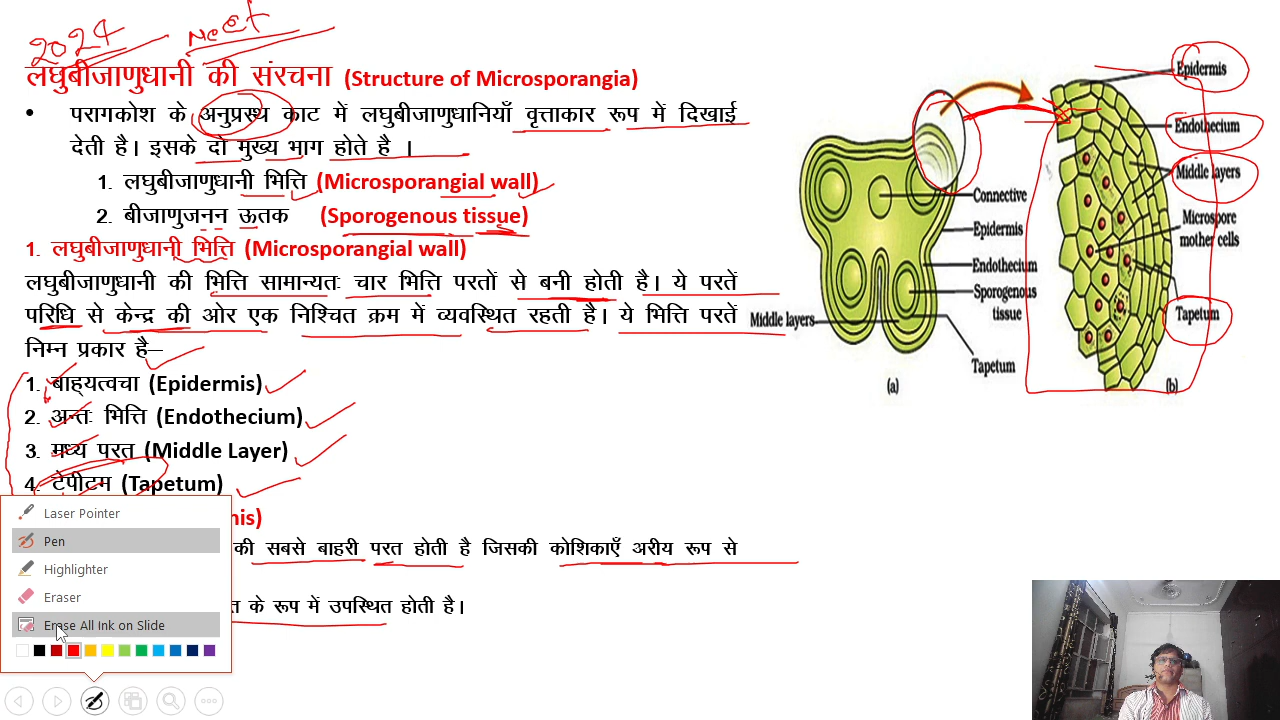 2024 Neet
लघुबीजाणुधानी की संरचना (Structure of Microsporangia)
• परागकोश के अनुप्रस्थ काट में लघुबीजाणुधानियाँ वृत्ताकार रूप में दिखाई
देती है। इसके दो मुख्य भाग होते है ।
1. लघुबीजाणुधानी भित्ति (Microsporangial wall)
2. बीजाणुजनन ऊतक (Sporogenous tissue)
1. लघुबीजाणुधानी भित्ति (Microsporangial wall)
लघुबीजाणुधानी की भित्ति सामान्यतः चार भित्ति परतों से बनी होती है। ये परतें
परिधि से केन्द्र की ओर एक निश्चित क्रम में व्यवस्थित रहती है। ये भित्ति परतें
निम्न प्रकार है–
1. बाह्यत्वचा (Epidermis)
2. अन्तः भित्ति (Endothecium)
3. मध्य परत (Middle Layer)
4. टेपीटम (Tapetum)
mis)
की सबसे बाहरी परत होती है जिसकी कोशिकाएँ अरीय रूप से
त के रूप में उपस्थित होती है।
Laser Pointer
Pen
Highlighter
Eraser
Erase All Ink on Slide
Connective
Epidermis
Endothecium
Sporogenous
tissue
Middle layers
Tapetum
(a)
Epidermis
Endothecium
Middle layers
Microspore
mother cells
Tapetum
(b)